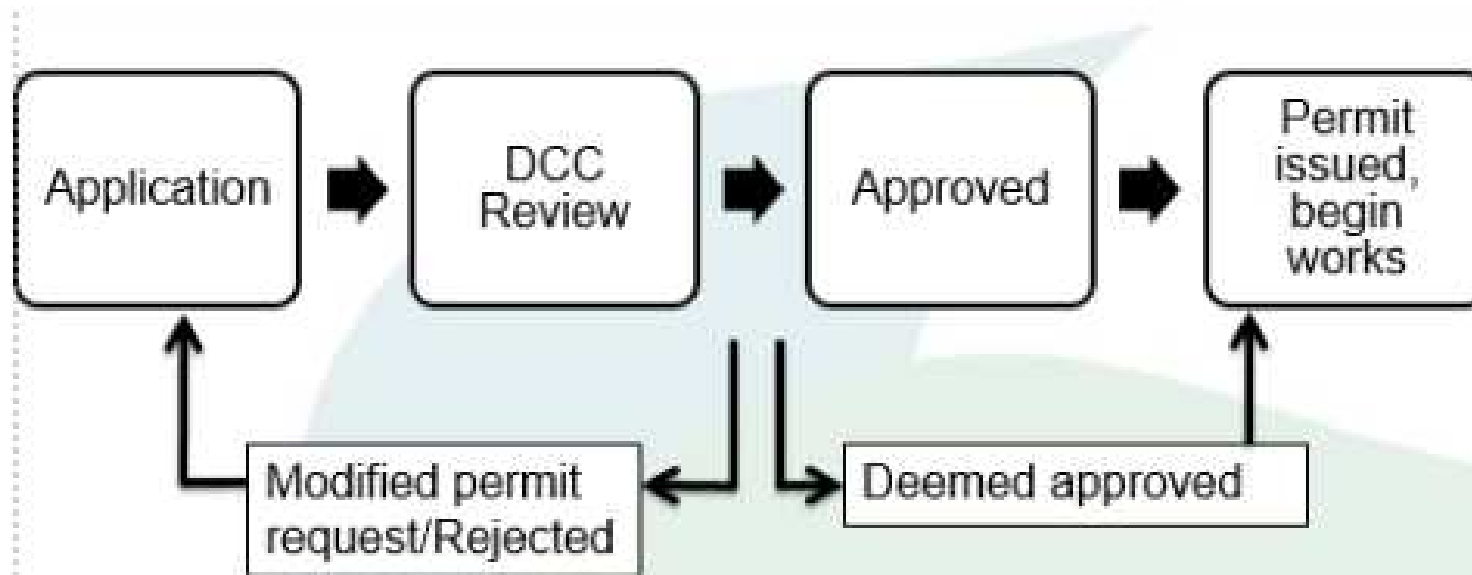 Application
DCC
Review
Approved
Permit
issued,
begin
works
Modified permit
request/Rejected
Deemed approved